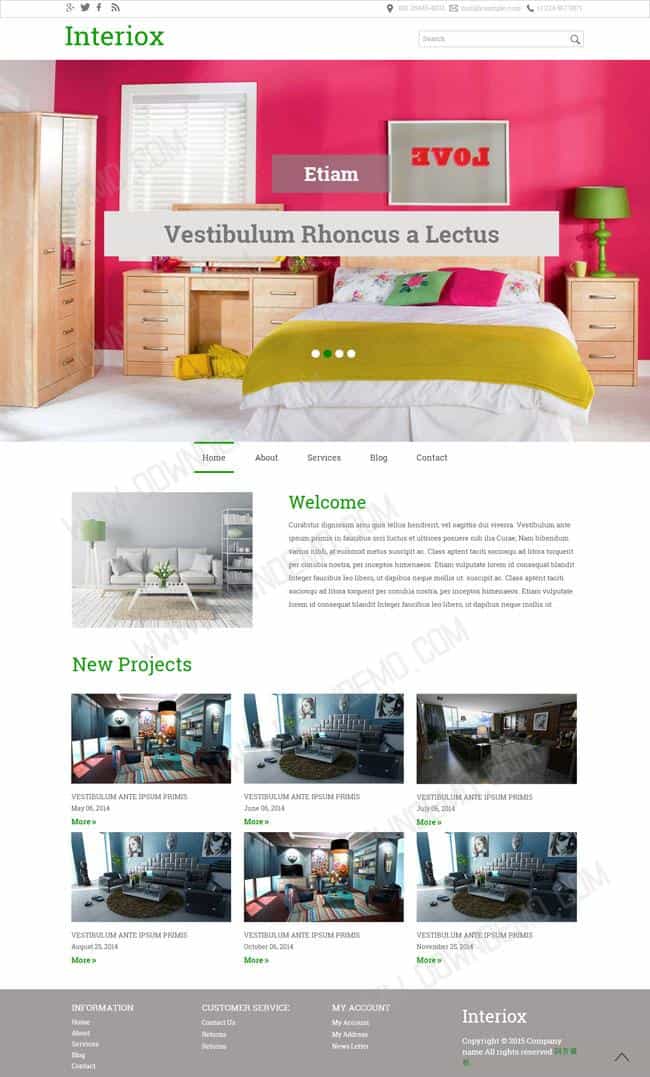 Interiox
Search
LOVE
Etiam
Vestibulum Rhoncus a Lectus
Home About Services Blog Contact
Welcome
Curabitur dignissim arcu quis tellus hendrerit, vel sagittis dui viverra. Vestibulum ante
ipsum primis in faucibus orci luctus et ultrices posuere cub ilia Curae; Nam bibendum
varius nibh, at euismod metus suscipit ac. Class aptent taciti sociosqu ad litora torquent
per conubia nostra, per inceptos himenaeos. Etiam vulputate lorem id consequat blandit
Integer faucibus leo libero, ut dapibus neque mollis ut. suscipit ac. Class aptent taciti
sociosqu ad litora torquent per conubia nostra, per inceptos himenaeos. Etiam vulputate
lorem id consequat blandit Integer faucibus leo libero, ut dapibus neque mollis ut
New Projects
VESTIBULUM ANTE IPSUM PRIMIS
May 06, 2014
More »
VESTIBULUM ANTE IPSUM PRIMIS
June 06, 2014
More »
VESTIBULUM ANTE IPSUM PRIMIS
July 06, 2014
More »
VESTIBULUM ANTE IPSUM PRIMIS
August 25, 2014
More »
VESTIBULUM ANTE IPSUM PRIMIS
October 06, 2014
More »
VESTIBULUM ANTE IPSUM PRIMIS
November 25, 2014
More »
INFORMATION
Home
About
Services
Blog
Contact
CUSTOMER SERVICE
Contact Us
Returns
Returns
MY ACCOUNT
My Account
My Address
News Letter
Interiox
Copyright © 2015 Company
name All rights reserved